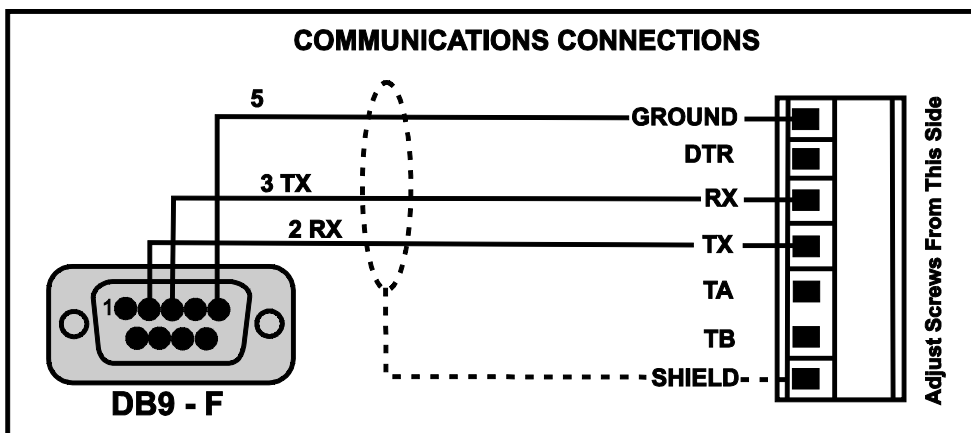 COMMUNICATIONS CONNECTIONS
5
GROUND
DTR
3 TX
RX
2 RX
TX
TA
TB
SHIELD
1
DB9 - F
Adjust Screws From This Side